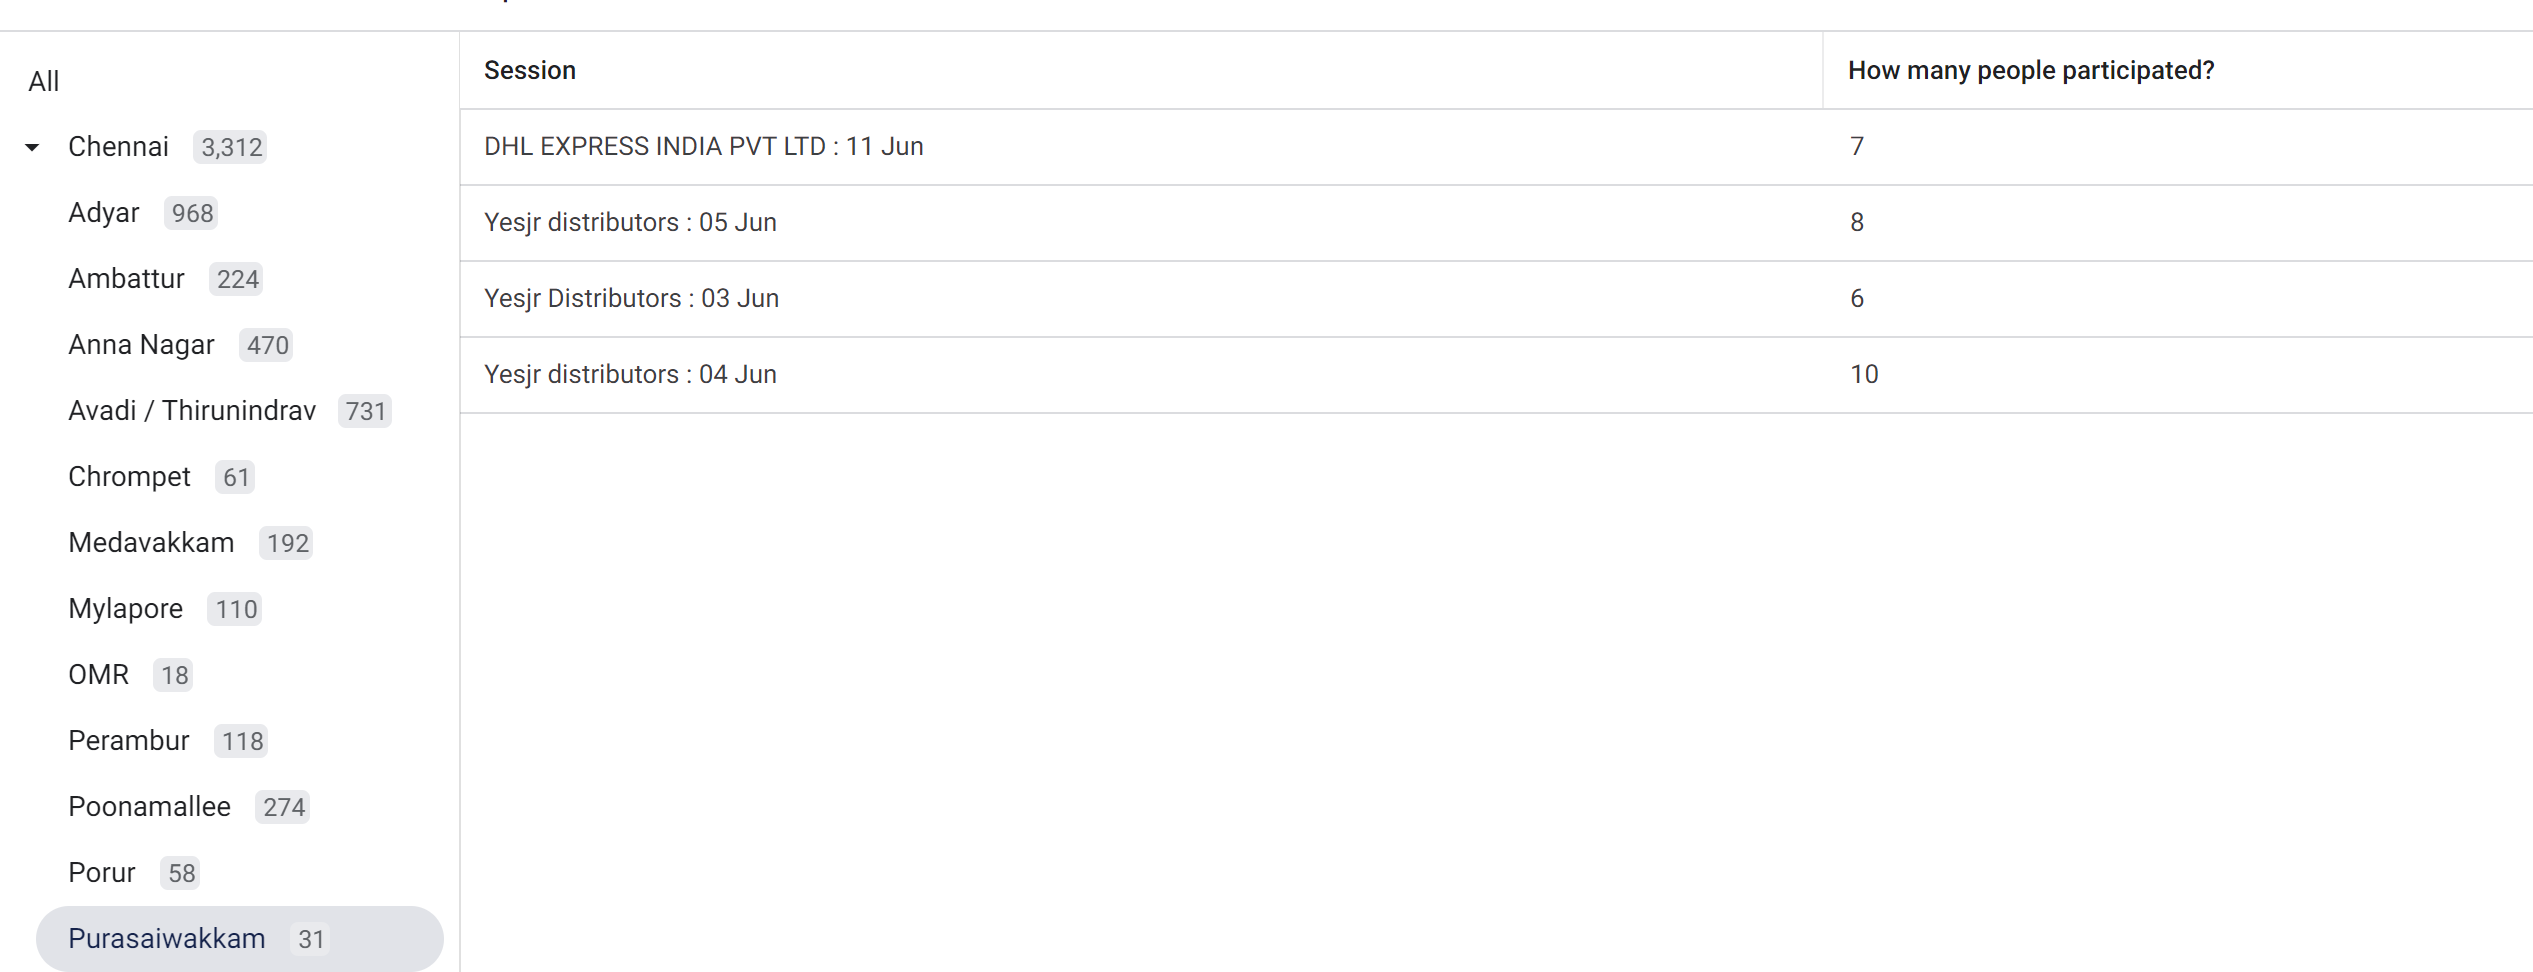 All
Chennai 3,312
Adyar 968
Ambattur 224
Anna Nagar 470
Avadi / Thirunindrav 731
Chrompet 61
Medavakkam 192
Mylapore 110
OMR 18
Perambur 118
Poonamallee 274
Porur 58
Purasaiwakkam 31
Session How many people participated?
DHL EXPRESS INDIA PVT LTD : 11 Jun 7
Yesjr distributors : 05 Jun 8
Yesjr Distributors : 03 Jun 6
Yesjr distributors : 04 Jun 10